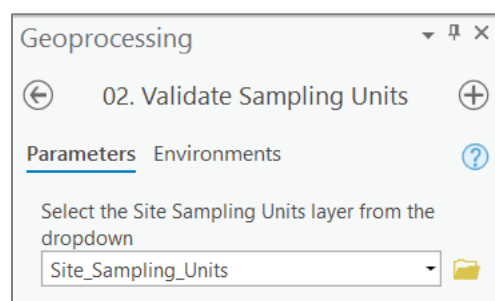 Geoprocessing
02. Validate Sampling Units
Parameters Environments
Select the Site Sampling Units layer from the
dropdown
Site_Sampling_Units